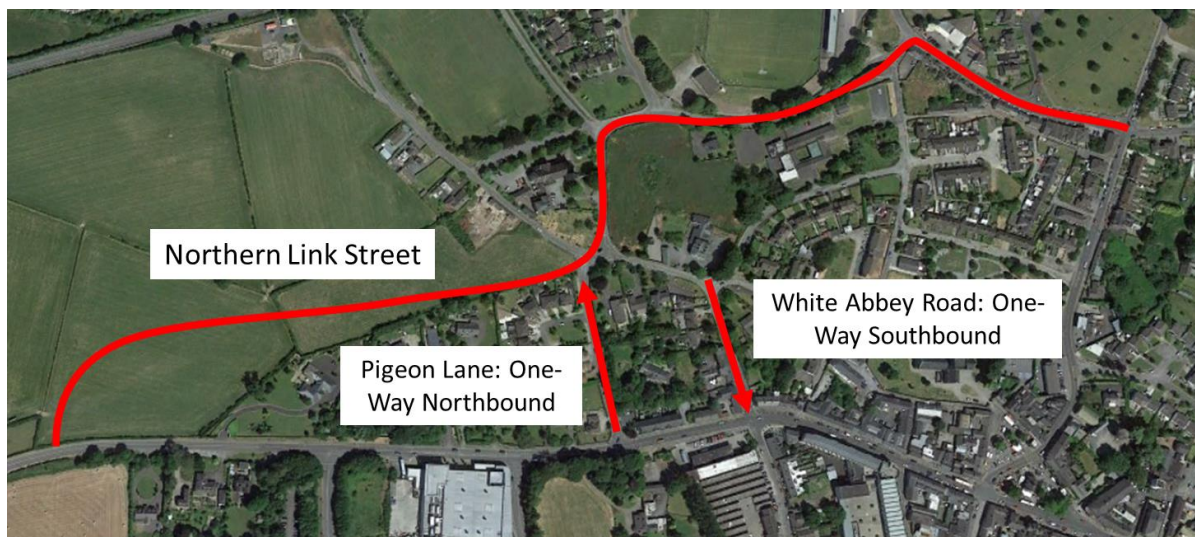 Northern Link Street
Pigeon Lane: One-
Way Northbound
White Abbey Road: One-
Way Southbound